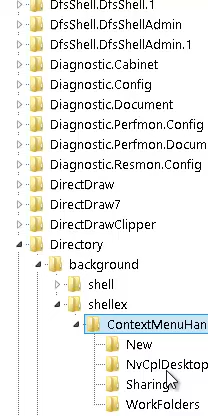 DfsShell.DfsShell.1
DfsShell.DfsShellAdmin
DfsShell.DfsShellAdmin.1
Diagnostic.Cabinet
Diagnostic.Config
Diagnostic.Document
Diagnostic.Perfmon.Config
Diagnostic.Perfmon.Docum
Diagnostic.Resmon.Config
DirectDraw
DirectDraw7
DirectDrawClipper
Directory
background
shell
shellex
ContextMenuHan
New
NvCplDesktop
Sharing
WorkFolders